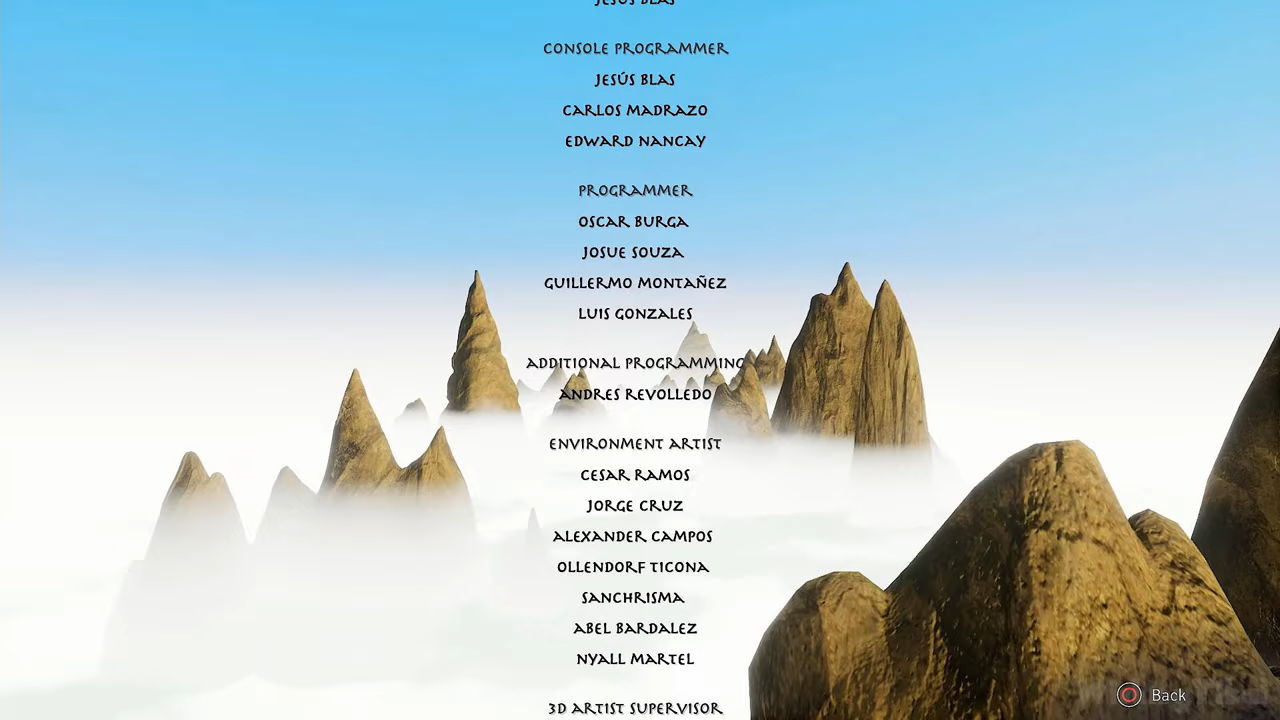 JESÚS BLAS
CONSOLE PROGRAMMER
JESÚS BLAS
CARLOS MADRAZO
EDWARD NANCAY
PROGRAMMER
OSCAR BURGA
JOSUE SOUZA
GUILLERMO MONTAÑEZ
LUIS GONZALES
ADDITIONAL PROGRAMMING
ANDRES REVOLLEDO
ENVIRONMENT ARTIST
CESAR RAMOS
JORGE CRUZ
ALEXANDER CAMPOS
OLLENDORF TICONA
SANCHRISMA
ABEL BARDALEZ
NYALL MARTEL
3D ARTIST SUPERVISOR
Back